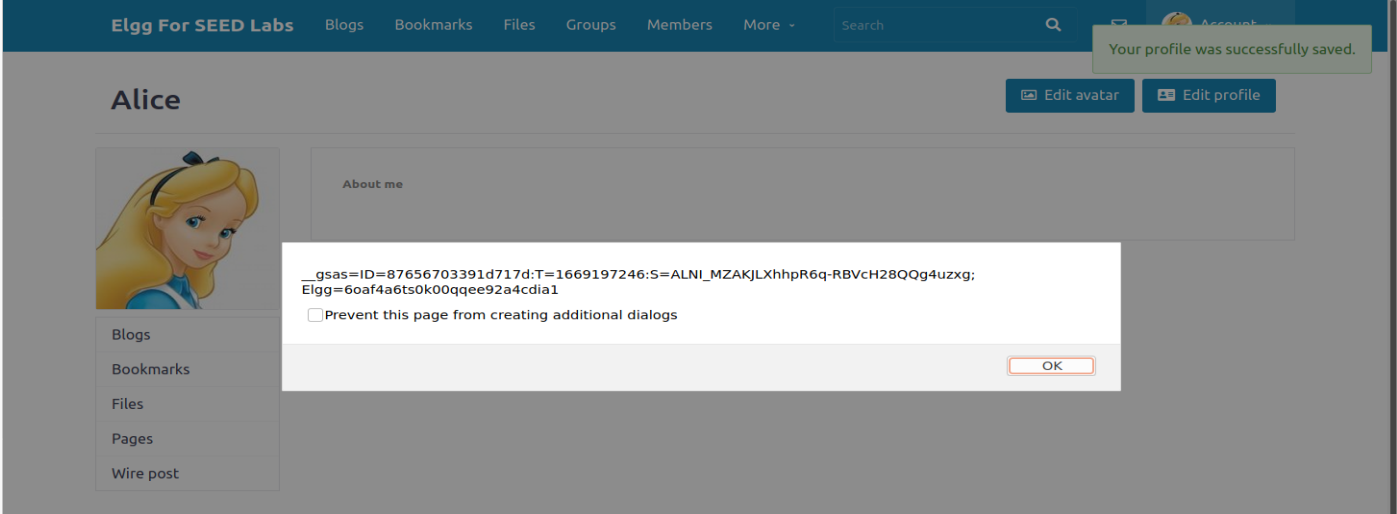 Elgg For SEED Labs Blogs Bookmarks Files Groups Members More Search Account
Your profile was successfully saved.
Alice
Edit avatar Edit profile
About me
__gsas=ID=87656703391d717d:T=1669197246:S=ALNI_MZAKJLXhhpR6q-RBVcH28QQg4uzxg;
Elgg=6oaf4a6ts0k00qqee92a4cdia1
Prevent this page from creating additional dialogs
OK
Blogs
Bookmarks
Files
Pages
Wire post